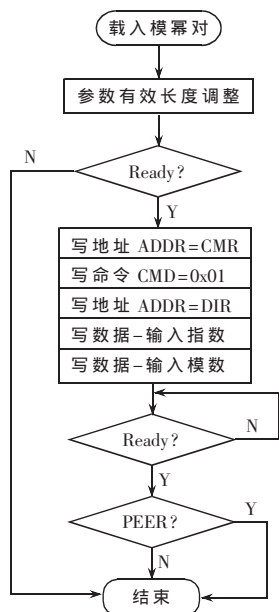 载入模幂对
参数有效长度调整
N
Ready?
Y
写地址 ADDR=CMR
写命令 CMD=0x01
写地址 ADDR=DIR
写数据-输入指数
写数据-输入模数
Ready?
N
Y
PEER?
Y
N
结束